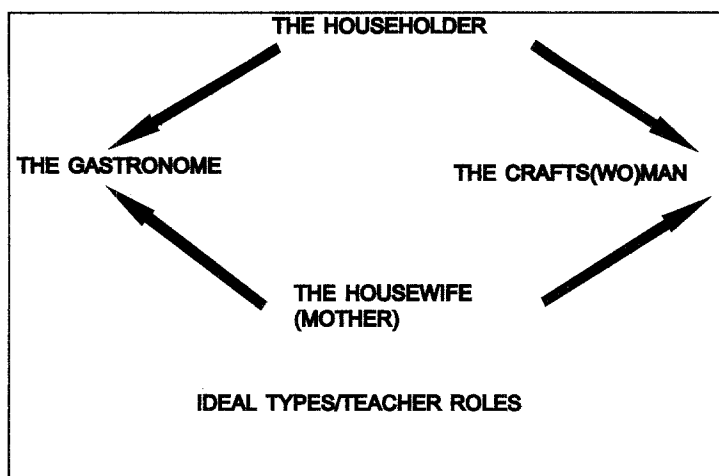 THE HOUSEHOLDER
THE GASTRONOME
THE CRAFTS(WO)MAN
THE HOUSEWIFE
(MOTHER)
IDEAL TYPES/TEACHER ROLES